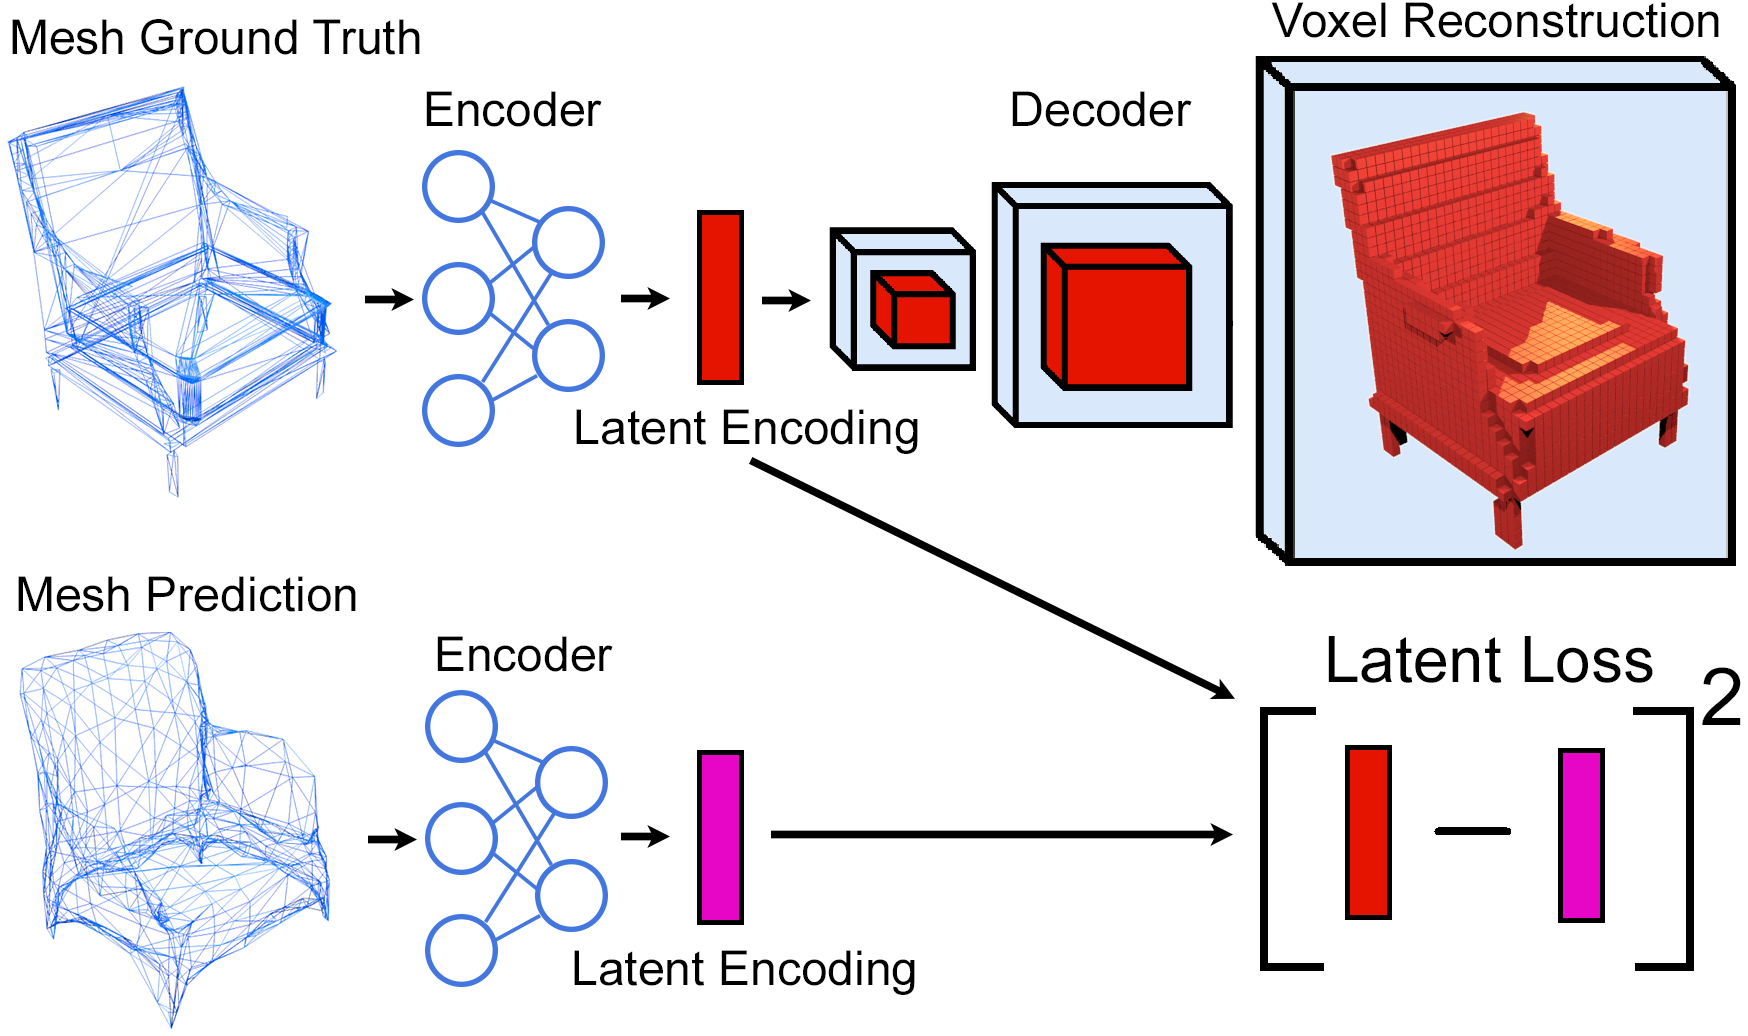 Mesh Ground Truth
Encoder
Latent Encoding
Decoder
Voxel Reconstruction
Mesh Prediction
Encoder
Latent Encoding
Latent Loss
2